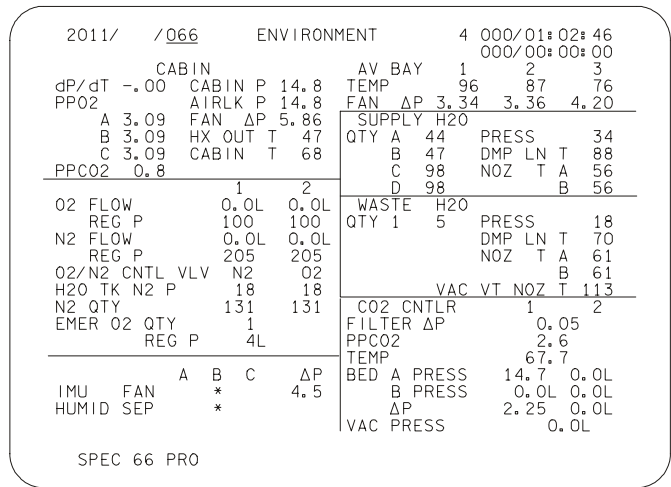 2011/ /066 ENVIRONMENT 4 000/01:02:46
000/00:00:00
CABIN
dP/dT -.00 CABIN P 14.8
PPO2 AIRLK P 14.8
A 3.09 FAN ΔP 5.86
B 3.09 HX OUT T 47
C 3.09 CABIN T 68
PPCO2 0.8
1 2
O2 FLOW 0.0L 0.0L
REG P 100 100
N2 FLOW 0.0L 0.0L
REG P 205 205
O2/N2 CNTL VLV N2 O2
H2O TK N2 P 18 18
N2 QTY 131 131
EMER O2 QTY 1
REG P 4L
A B C ΔP
IMU FAN * 4.5
HUMID SEP *
AV BAY 1 2 3
TEMP 96 87 76
FAN ΔP 3.34 3.36 4.20
SUPPLY H2O
QTY A 44 PRESS 34
B 47 DMP LN T 88
C 98 NOZ T A 56
D 98 B 56
WASTE H2O
QTY 1 5 PRESS 18
DMP LN T 70
NOZ T A 61
B 61
VAC VT NOZ T 113
CO2 CNTLR 1 2
FILTER ΔP 0.05
PPCO2 2.6
TEMP 67.7
BED A PRESS 14.7 0.0L
B PRESS 0.0L 0.0L
ΔP 2.25 0.0L
VAC PRESS 0.0L
SPEC 66 PRO